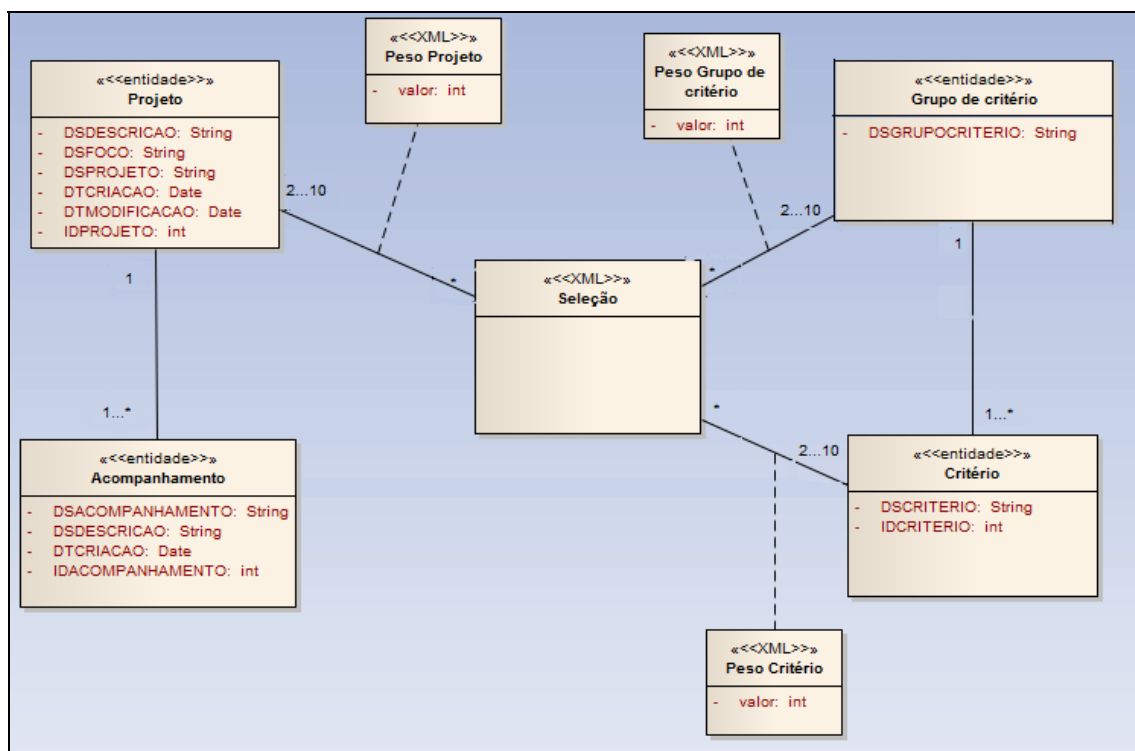 «<<XML>>»
Peso Projeto
- valor: int
«<<XML>>»
Peso Grupo de
critério
- valor: int
«<<entidade>>»
Projeto
- DSDESCRICAO: String
- DSFOCO: String
- DSPROJETO: String
- DTCRIACAO: Date
- DTMODIFICACAO: Date
- IDPROJETO: int
«<<entidade>>»
Grupo de critério
- DSGRUPOCRITERIO: String
2...10
*
2...10
*
1
1...*
1
1...*
«<<XML>>»
Seleção
*
2...10
«<<entidade>>»
Acompanhamento
- DSACOMPANHAMENTO: String
- DSDESCRICAO: String
- DTCRIACAO: Date
- IDACOMPANHAMENTO: int
«<<entidade>>»
Critério
- DSCRITERIO: String
- IDCRITERIO: int
«<<XML>>»
Peso Critério
- valor: int